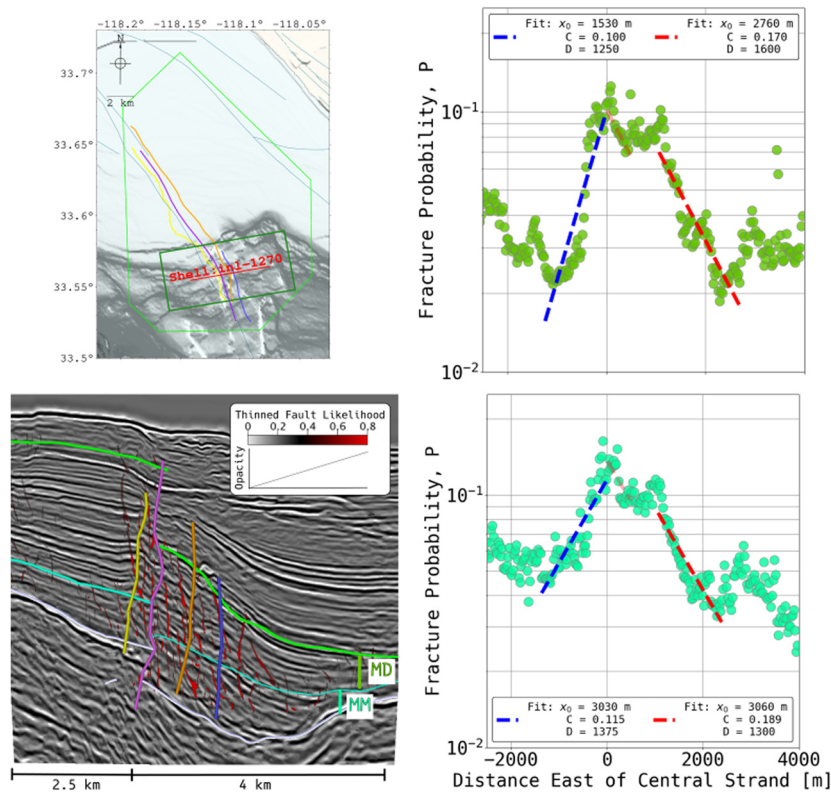 −118.2° −118.15° −118.1° −118.05°
N
33.7°
2 km
33.65°
33.6°
Shell:inl-1270
33.55°
33.5°
Fracture Probability, P
10−1
10−2
Fit: x0 = 1530 m
C = 0.100
D = 1250
Fit: x0 = 2760 m
C = 0.170
D = 1600
Thinned Fault Likelihood
0 0,2 0,4 0,6 0.8
Opacity
MD
MM
2.5 km 4 km
Fracture Probability, P
10−1
10−2
Fit: x0 = 3030 m
C = 0.115
D = 1375
Fit: x0 = 3060 m
C = 0.189
D = 1300
−2000 0 2000 4000
Distance East of Central Strand [m]